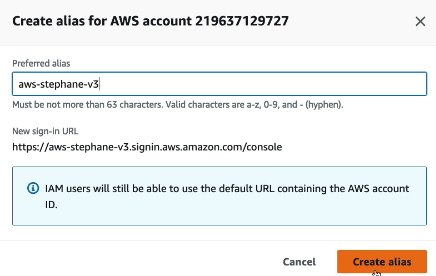 Create alias for AWS account 219637129727
Preferred alias
aws-stephane-v3
Must be not more than 63 characters. Valid characters are a-z, 0-9, and - (hyphen).
New sign-in URL
https://aws-stephane-v3.signin.aws.amazon.com/console
IAM users will still be able to use the default URL containing the AWS account
ID.
Cancel
Create alias